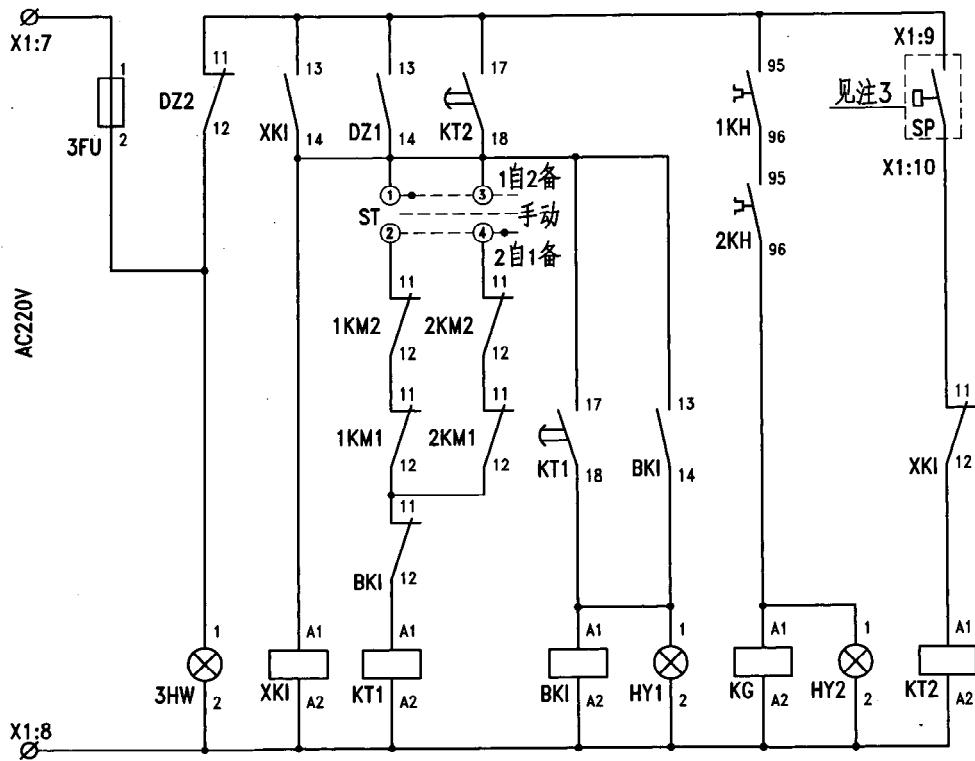 X1:7
11
13
13
17
95
X1:9
1
DZ2
见注3
3FU
2
12
XKI
14
DZ1
14
KT2
18
1KH
96
SP
X1:10
1自2备
1
3
95
ST
手动
2
4
2KH
96
2自1备
AC220V
11
11
1KM2
2KM2
12
12
11
11
17
13
11
1KM1
2KM1
12
12
KT1
18
BKI
14
XKI
12
11
BKI
12
1
A1
A1
A1
1
A1
1
A1
3HW
2
XKI
A2
KT1
A2
BKI
A2
HY1
2
KG
A2
HY2
2
KT2
A2
X1:8